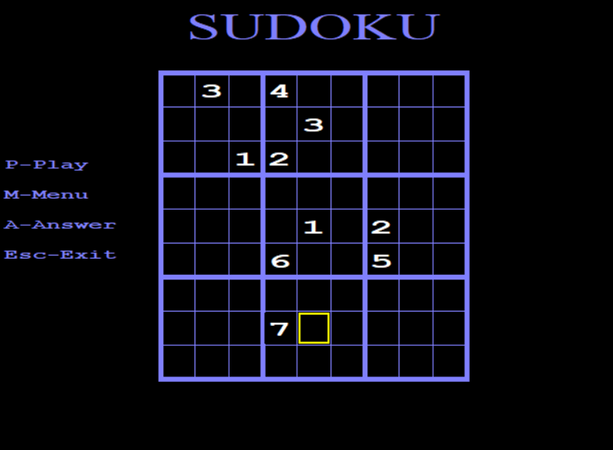 SUDOKU
3 4
3
1 2
P-Play
M-Menu
A-Answer
1 2
Esc-Exit
6 5
7